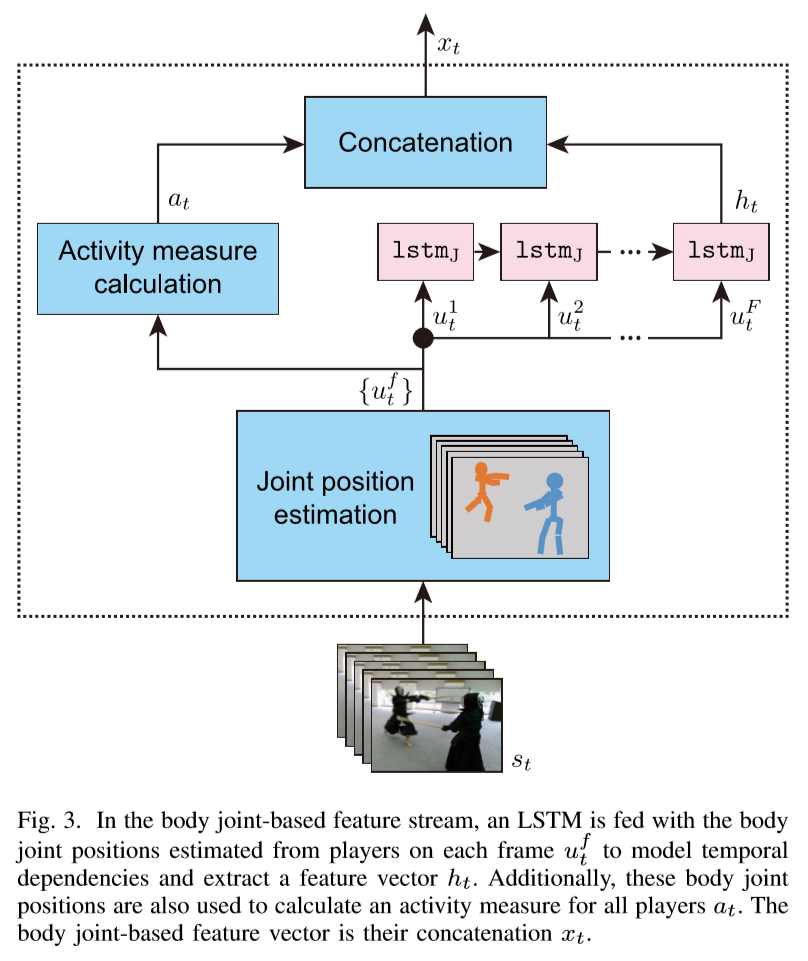 x_t
Concatenation
a_t
h_t
Activity measure
calculation
lstm_J
lstm_J
...
lstm_J
u_t^1
u_t^2
...
u_t^F
{u_t^f}
Joint position
estimation
s_t
Fig. 3. In the body joint-based feature stream, an LSTM is fed with the body
joint positions estimated from players on each frame u_t^f to model temporal
dependencies and extract a feature vector h_t. Additionally, these body joint
positions are also used to calculate an activity measure for all players a_t. The
body joint-based feature vector is their concatenation x_t.